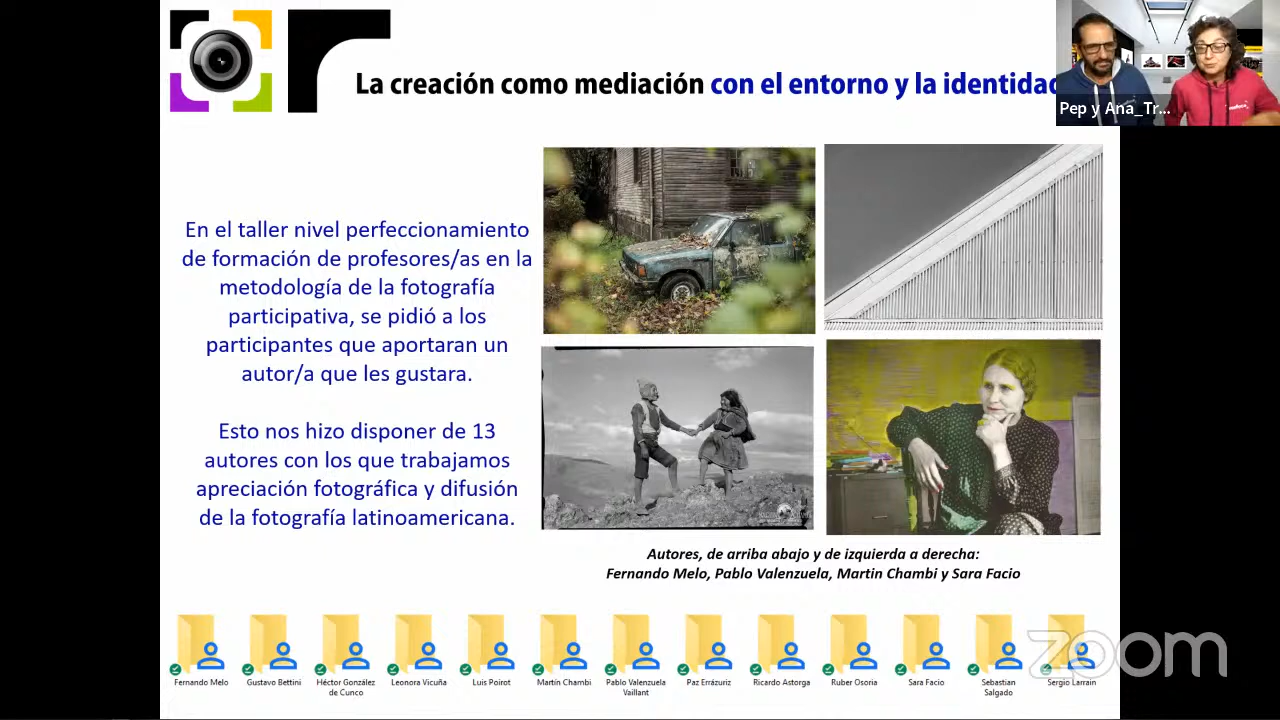 La creación como mediación con el entorno y la identidad
Pep y Ana_Tr...
En el taller nivel perfeccionamiento
de formación de profesores/as en la
metodología de la fotografía
participativa, se pidió a los
participantes que aportaran un
autor/a que les gustara.
Esto nos hizo disponer de 13
autores con los que trabajamos
apreciación fotográfica y difusión
de la fotografía latinoamericana.
Autores, de arriba abajo y de izquierda a derecha:
Fernando Melo, Pablo Valenzuela, Martin Chambi y Sara Facio
Fernando Melo
Gustavo Bettini
Héctor González
de Cunco
Leonora Vicuña
Luis Poirot
Martín Chambi
Pablo Valenzuela
Vaillant
Paz Errázuriz
Ricardo Astorga
Ruber Osoria
Sara Facio
Sebastian
Salgado
Sergio Larrain
zoom